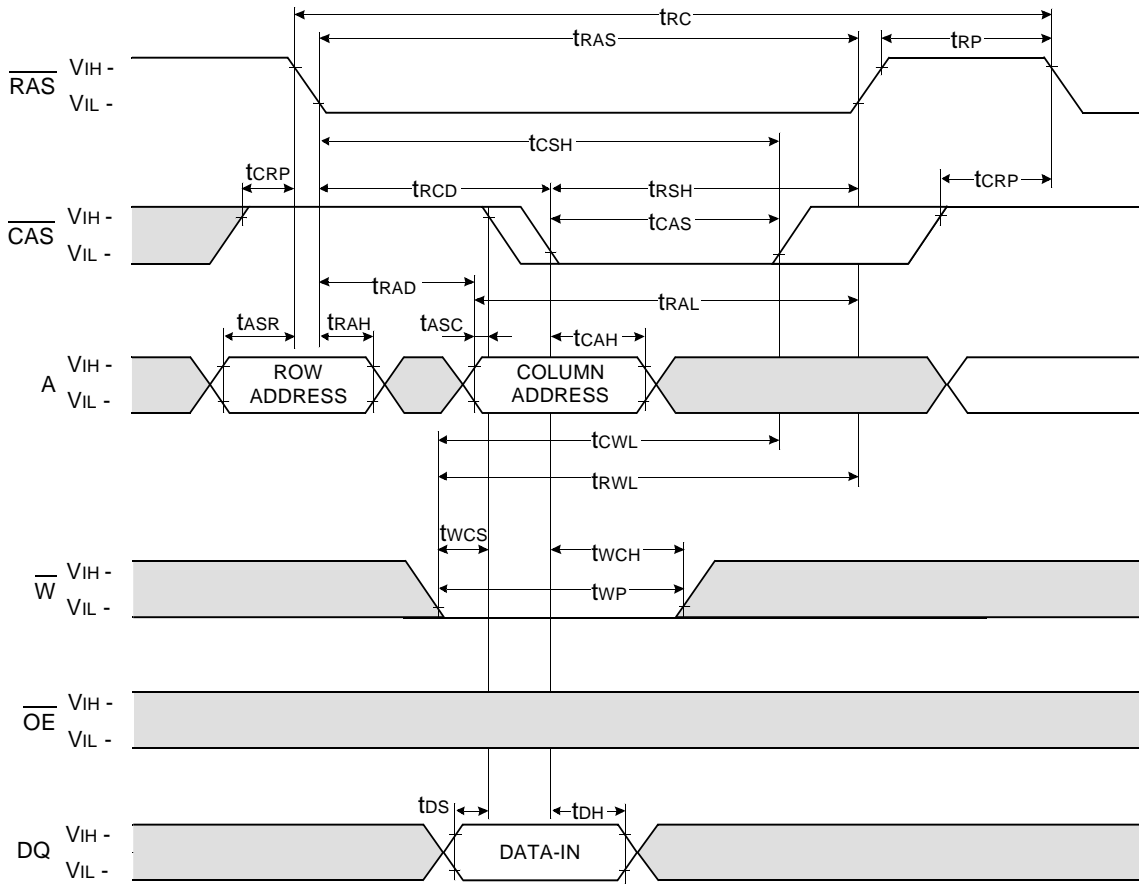 tRC
tRAS
tRP
RAS
VIH -
VIL -
tCSH
tCRP
tRCD
tRSH
tCRP
CAS
VIH -
VIL -
tCAS
tRAD
tRAL
tASR
tRAH
tASC
tCAH
A
VIH -
VIL -
ROW
ADDRESS
COLUMN
ADDRESS
tCWL
tRWL
tWCS
tWCH
W
VIH -
VIL -
tWP
OE
VIH -
VIL -
tDS
tDH
DQ
VIH -
VIL -
DATA-IN